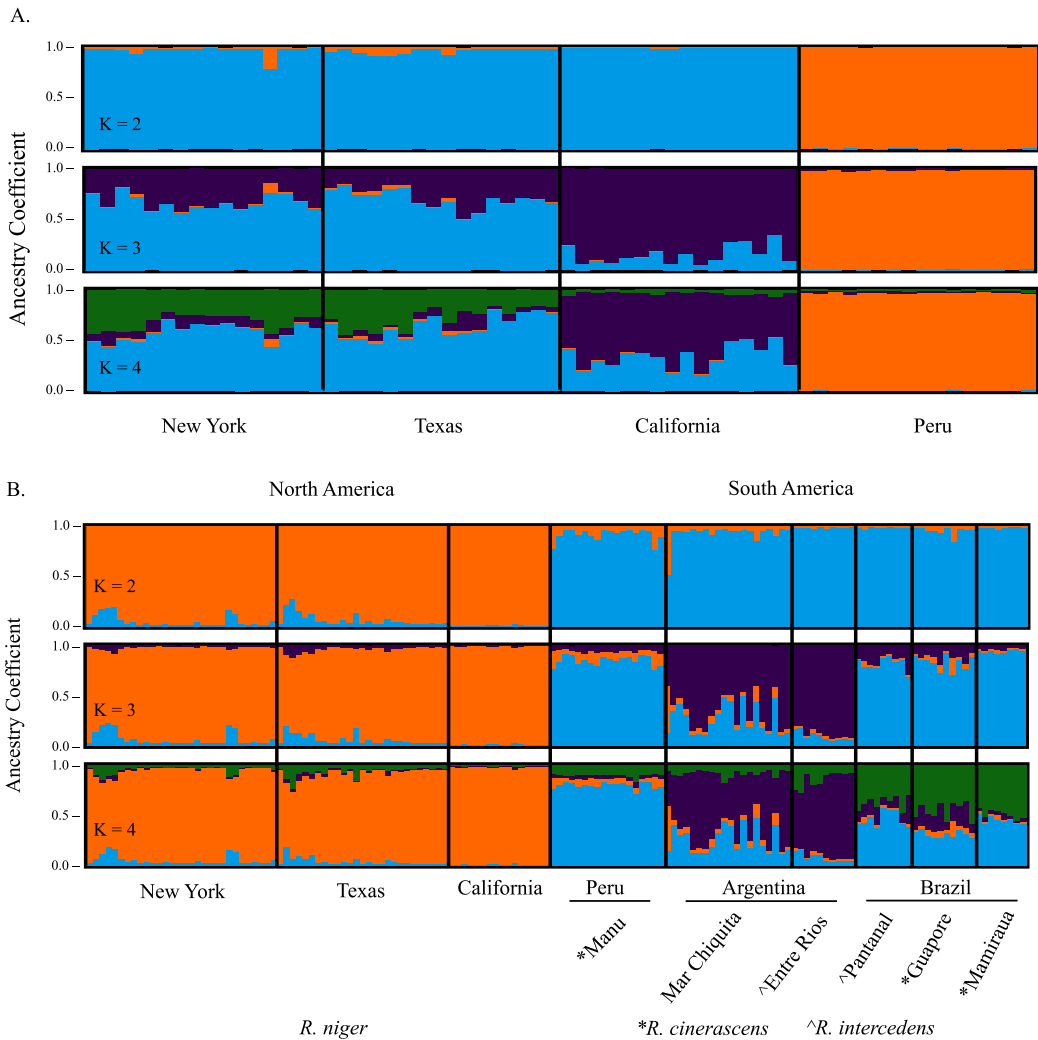 A.
1.0
0.5
0.0
K = 2
1.0
0.5
0.0
K = 3
1.0
0.5
0.0
K = 4
Ancestry Coefficient
New York Texas California Peru
B.
North America South America
1.0
0.5
0.0
K = 2
1.0
0.5
0.0
K = 3
1.0
0.5
0.0
K = 4
Ancestry Coefficient
New York Texas California Peru Argentina Brazil
*Manu
Mar Chiquita
^Entre Rios
^Pantanal
*Guapore
*Mamiraua
R. niger *R. cinerascens ^R. intercedens